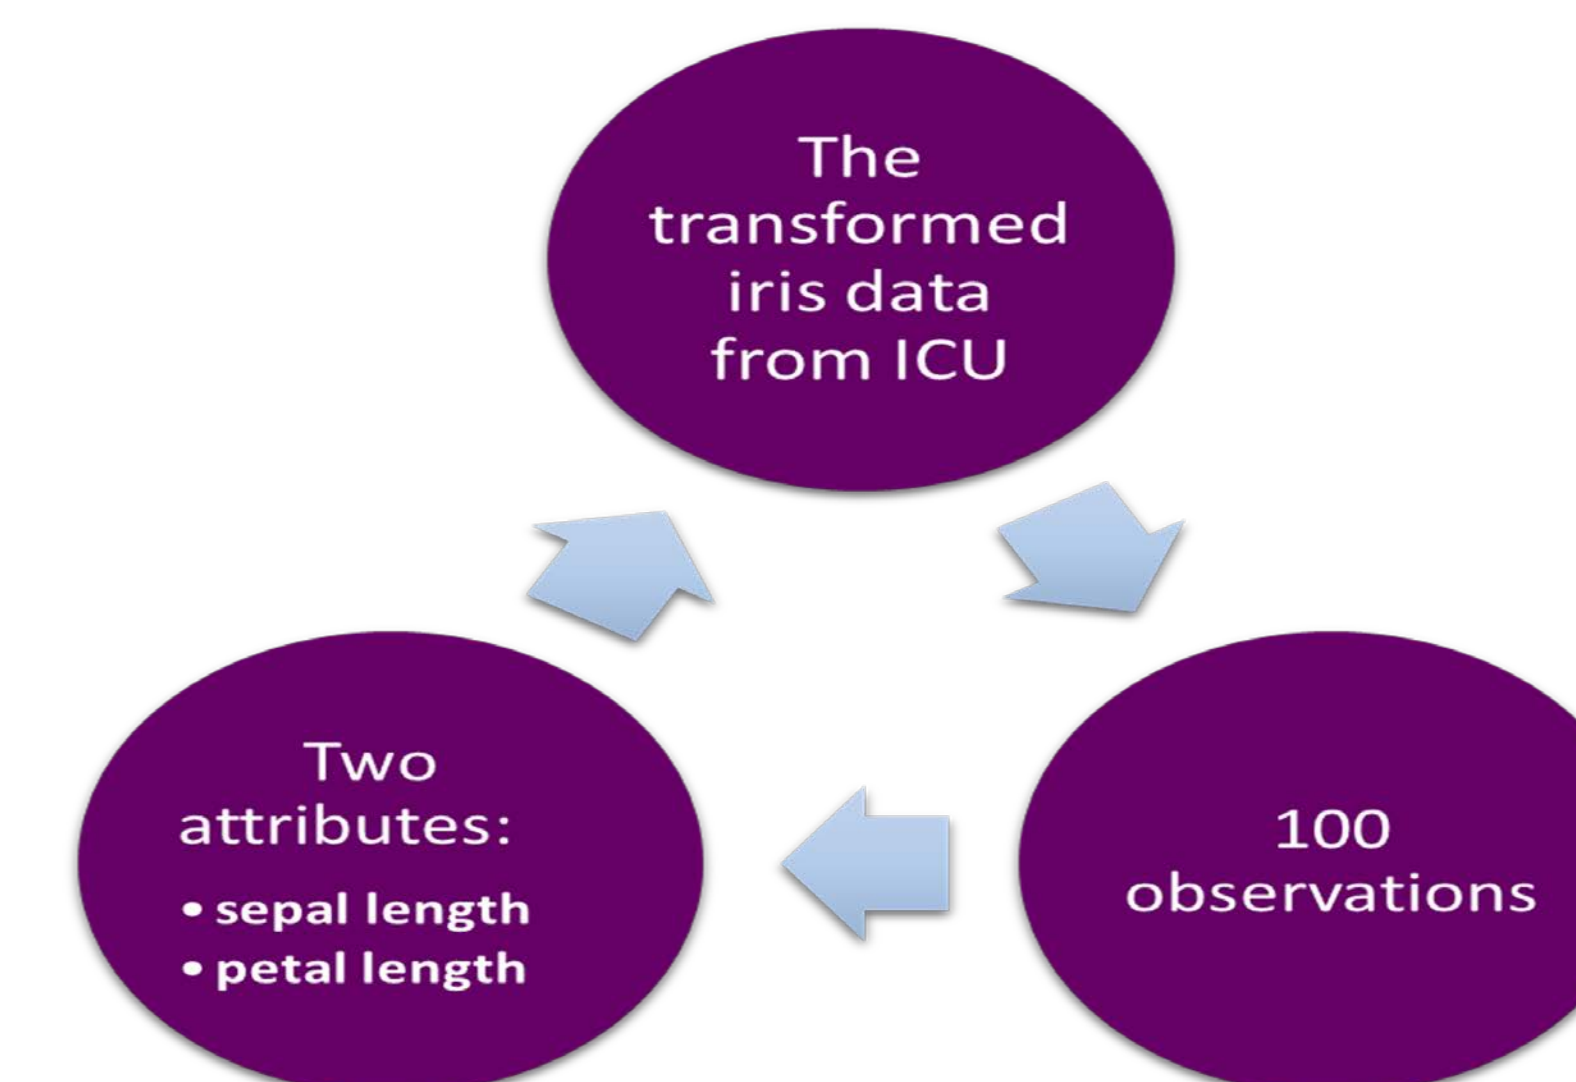 The
transformed
iris data
from ICU
100
observations
Two
attributes:
• sepal length
• petal length